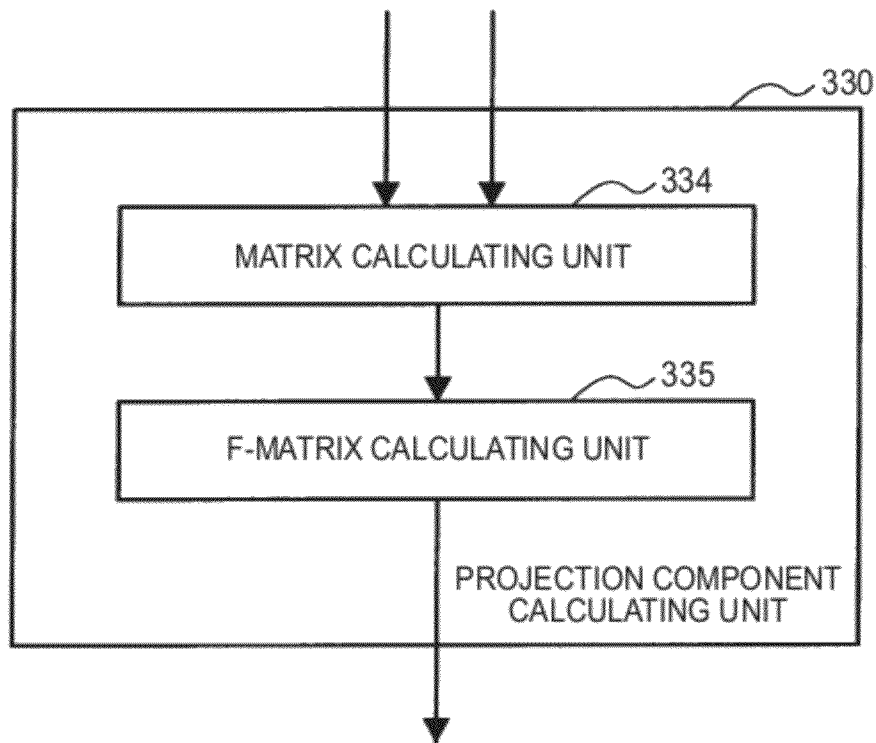 330
334
MATRIX CALCULATING UNIT
335
F-MATRIX CALCULATING UNIT
PROJECTION COMPONENT
CALCULATING UNIT